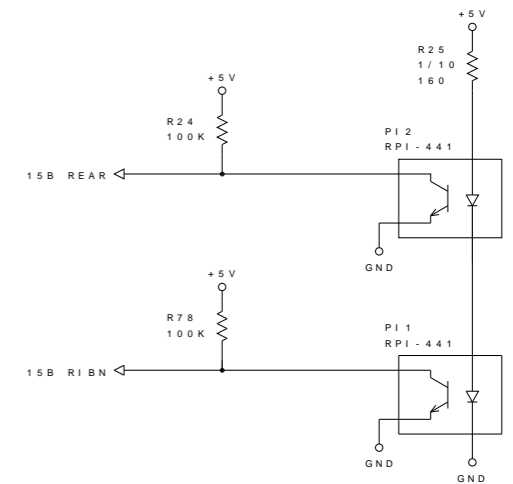 +5V
R25
1/10
160
+5V
R24
100K
PI2
RPI-441
15B REAR
GND
+5V
R78
100K
PI1
RPI-441
15B RIBN
GND
GND